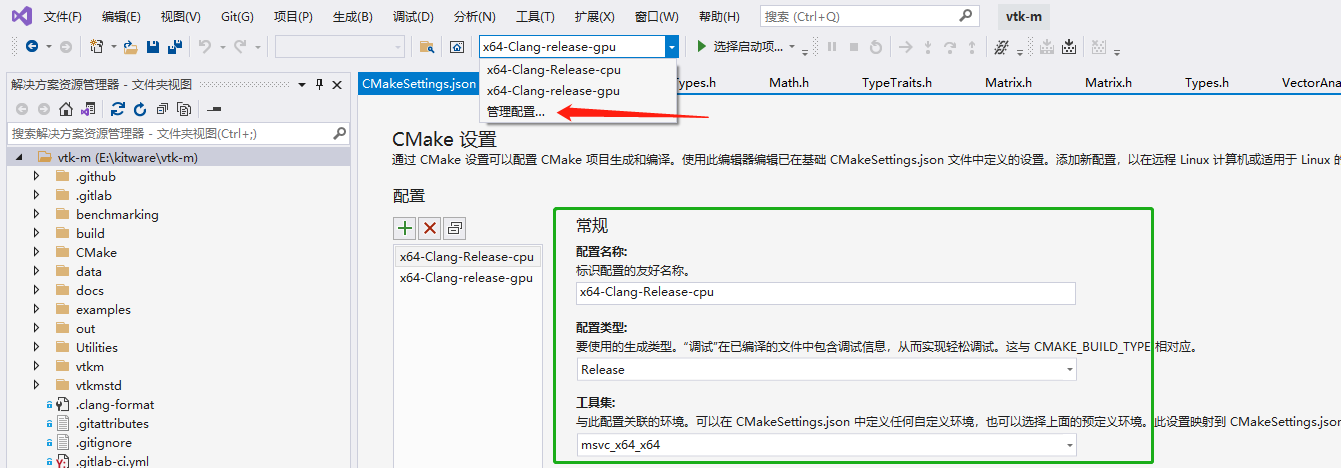 文件(F) 编辑(E) 视图(V) Git(G) 项目(P) 生成(B) 调试(D) 分析(N) 工具(T) 扩展(X) 窗口(W) 帮助(H) 搜索 (Ctrl+Q) vtk-m
x64-Clang-release-gpu 选择启动项...
x64-Clang-Release-cpu
x64-Clang-release-gpu
管理配置...
解决方案资源管理器 - 文件夹视图
搜索解决方案资源管理器 - 文件夹视图(Ctrl+;)
vtk-m (E:\kitware\vtk-m)
.github
.gitlab
benchmarking
build
CMake
data
docs
examples
out
Utilities
vtkm
vtkmstd
.clang-format
.gitattributes
.gitignore
.gitlab-ci.yml
CMakeSettings.json Types.h Math.h TypeTraits.h Matrix.h Types.h Matrix.h VectorAna
CMake 设置
通过 CMake 设置可以配置 CMake 项目生成和编译。使用此编辑器编辑已在基础 CMakeSettings.json 文件中定义的设置。添加新配置，以在远程 Linux 计算机或适用于 Linux 的
配置
x64-Clang-Release-cpu
x64-Clang-release-gpu
常规
配置名称:
标识配置的友好名称。
x64-Clang-Release-cpu
配置类型:
要使用的生成类型。“调试”在已编译的文件中包含调试信息，从而实现轻松调试。这与 CMAKE_BUILD_TYPE 相对应。
Release
工具集:
与此配置关联的环境。可以在 CMakeSettings.json 中定义任何自定义环境，也可以选择上面的预定义环境。此设置映射到 CMakeSettings.json
msvc_x64_x64